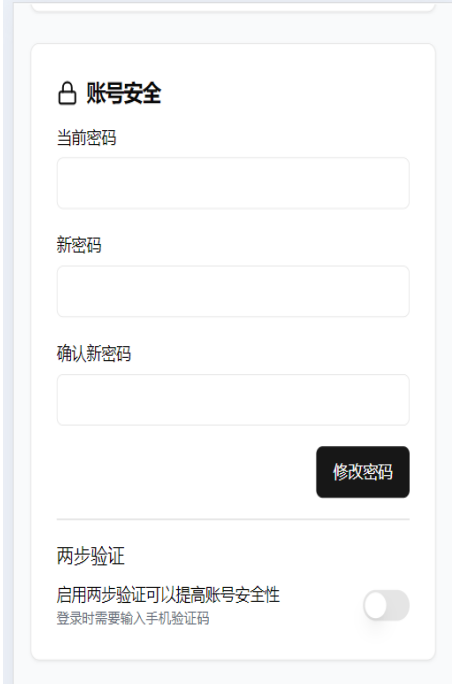 账号安全
当前密码
新密码
确认新密码
修改密码
两步验证
启用两步验证可以提高账号安全性
登录时需要输入手机验证码